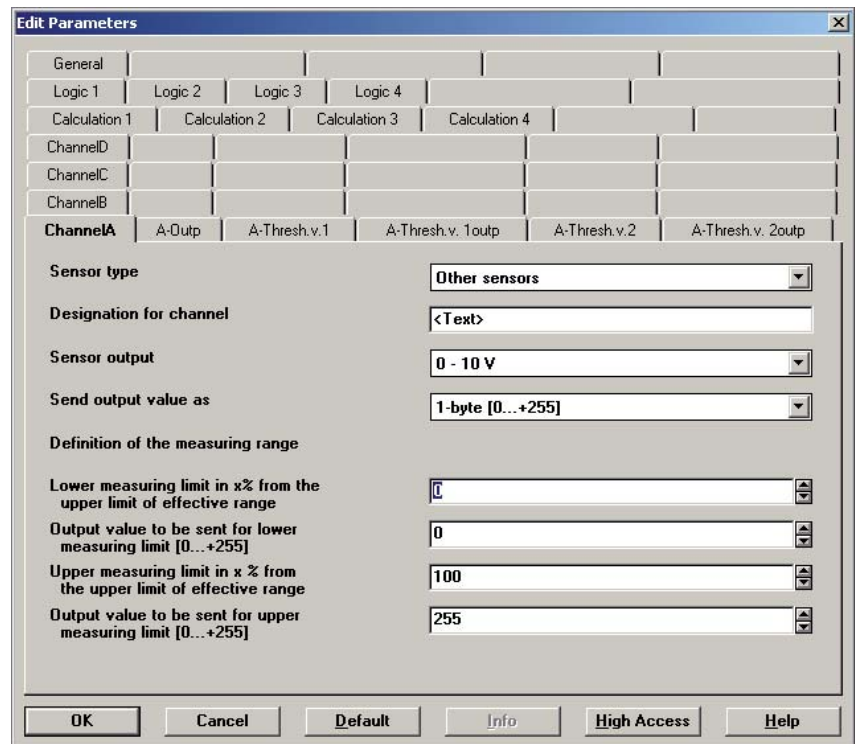 Edit Parameters
General
Logic 1 Logic 2 Logic 3 Logic 4
Calculation 1 Calculation 2 Calculation 3 Calculation 4
ChannelD
ChannelC
ChannelB
ChannelA A-Outp A-Thresh.v.1 A-Thresh.v. 1outp A-Thresh.v.2 A-Thresh.v. 2outp
Sensor type Other sensors
Designation for channel <Text>
Sensor output 0 - 10 V
Send output value as 1-byte [0...+255]
Definition of the measuring range
Lower measuring limit in x% from the
upper limit of effective range 0
Output value to be sent for lower
measuring limit [0...+255] 0
Upper measuring limit in x % from
the upper limit of effective range 100
Output value to be sent for upper
measuring limit [0...+255] 255
OK Cancel Default Info High Access Help